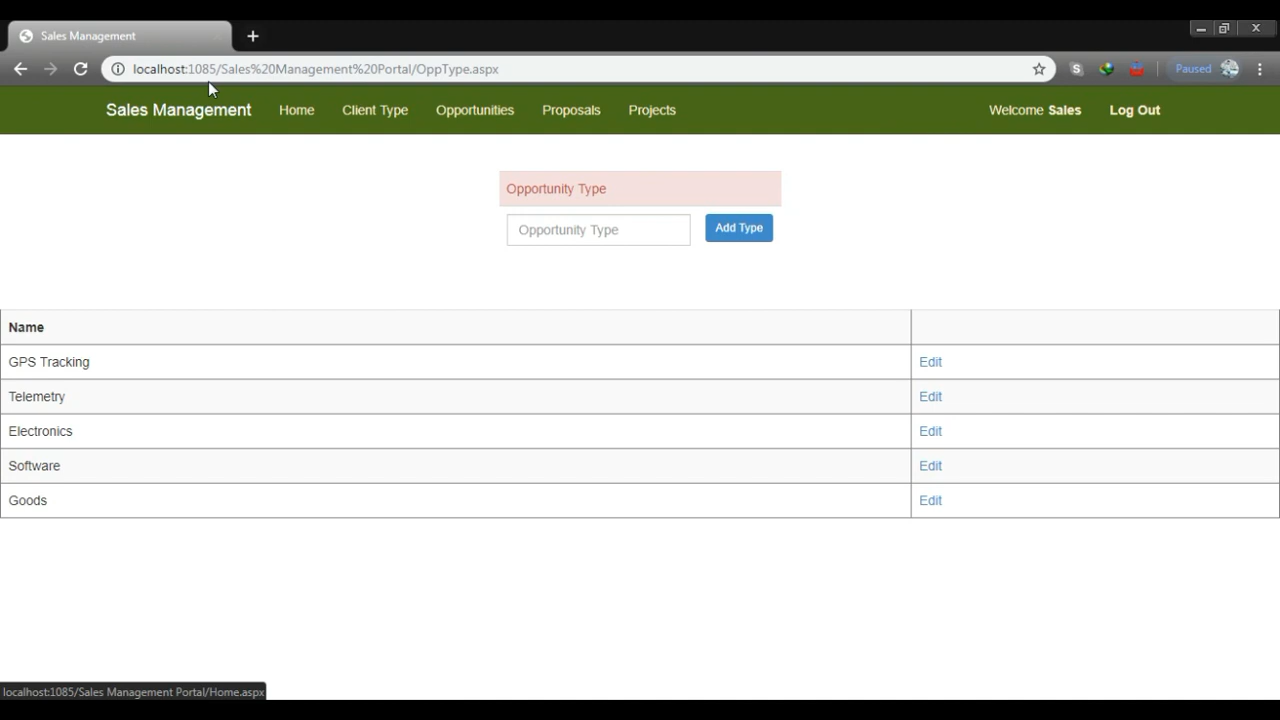 Sales Management
localhost:1085/Sales%20Management%20Portal/OppType.aspx
S
Paused
Sales Management Home Client Type Opportunities Proposals Projects Welcome Sales Log Out
Opportunity Type
Opportunity Type Add Type
Name
GPS Tracking Edit
Telemetry Edit
Electronics Edit
Software Edit
Goods Edit
localhost:1085/Sales Management Portal/Home.aspx